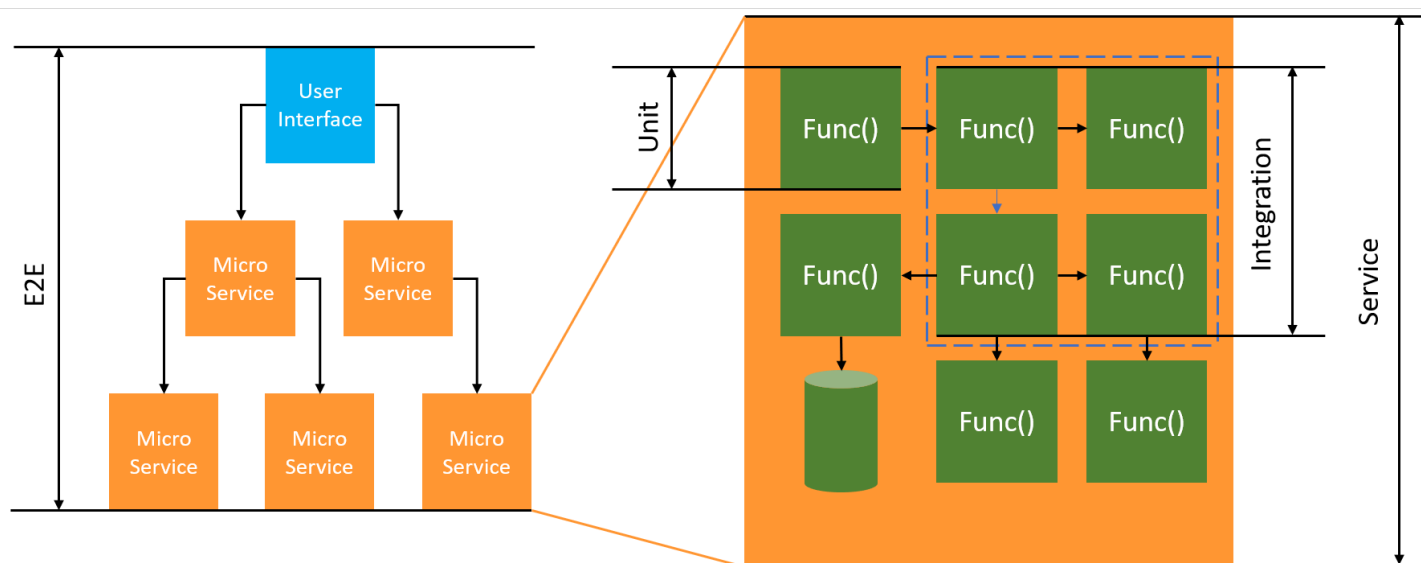 E2E
User
Interface
Micro
Service
Micro
Service
Micro
Service
Micro
Service
Micro
Service
Unit
Func()
Func()
Func()
Func()
Func()
Func()
Func()
Func()
Integration
Service